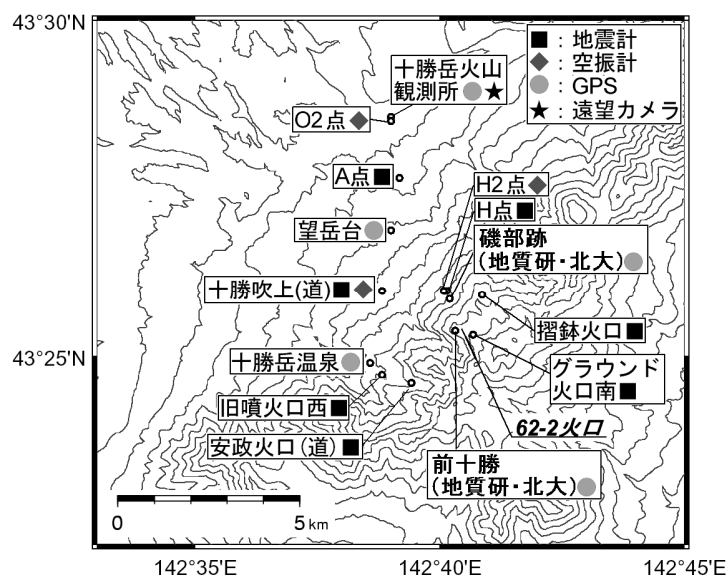 43°30'N
■：地震計
◆：空振計
●：GPS
★：遠望カメラ
十勝岳火山
観測所●★
O2点◆
A点■
H2点◆
H点■
望岳台●
磯部跡
(地質研・北大)●
十勝吹上(道)■◆
摺鉢火口■
43°25'N
十勝岳温泉●
グラウンド
火口南■
旧噴火口西■
62-2火口
安政火口(道)■
前十勝
(地質研・北大)●
0 5 km
142°35'E 142°40'E 142°45'E